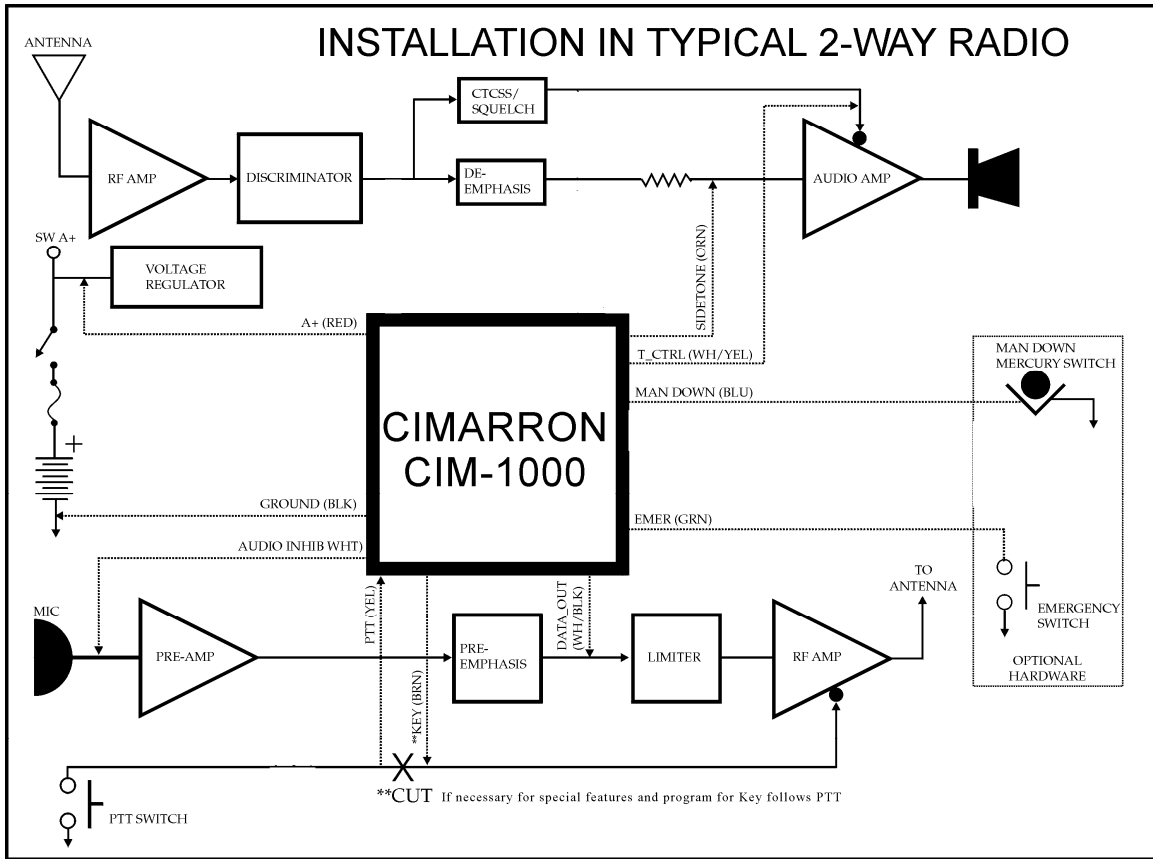 INSTALLATION IN TYPICAL 2-WAY RADIO
ANTENNA
CTCSS/
SQUELCH
RF AMP
DISCRIMINATOR
DE-
EMPHASIS
AUDIO AMP
SW A+
VOLTAGE
REGULATOR
SIDETONE (ORN)
A+ (RED)
T_CTRL (WH/YEL)
MAN DOWN
MERCURY SWITCH
MAN DOWN (BLU)
+
CIMARRON
CIM-1000
GROUND (BLK)
EMER (GRN)
AUDIO INHIB WHT)
TO
ANTENNA
MIC
PTT (YEL)
DATA_OUT
(WH/BLK)
EMERGENCY
SWITCH
PRE-AMP
PRE-
EMPHASIS
LIMITER
RF AMP
OPTIONAL
HARDWARE
**KEY (BRN)
X
**CUT If necessary for special features and program for Key follows PTT
PTT SWITCH